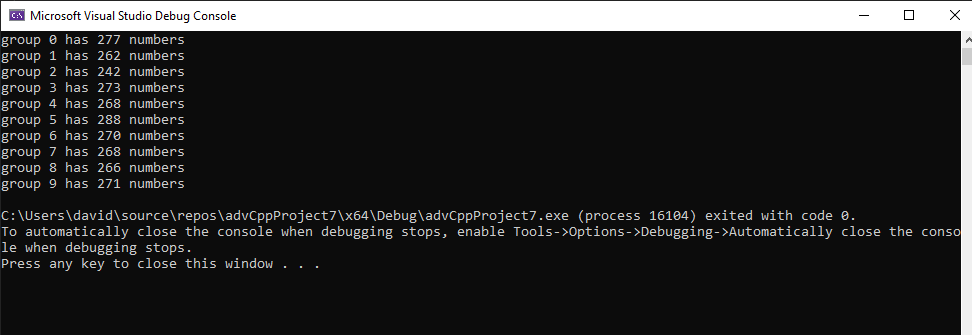 Microsoft Visual Studio Debug Console
group 0 has 277 numbers
group 1 has 262 numbers
group 2 has 242 numbers
group 3 has 273 numbers
group 4 has 268 numbers
group 5 has 288 numbers
group 6 has 270 numbers
group 7 has 268 numbers
group 8 has 266 numbers
group 9 has 271 numbers
C:\Users\david\source\repos\advCppProject7\x64\Debug\advCppProject7.exe (process 16104) exited with code 0.
To automatically close the console when debugging stops, enable Tools->Options->Debugging->Automatically close the conso
le when debugging stops.
Press any key to close this window . . .